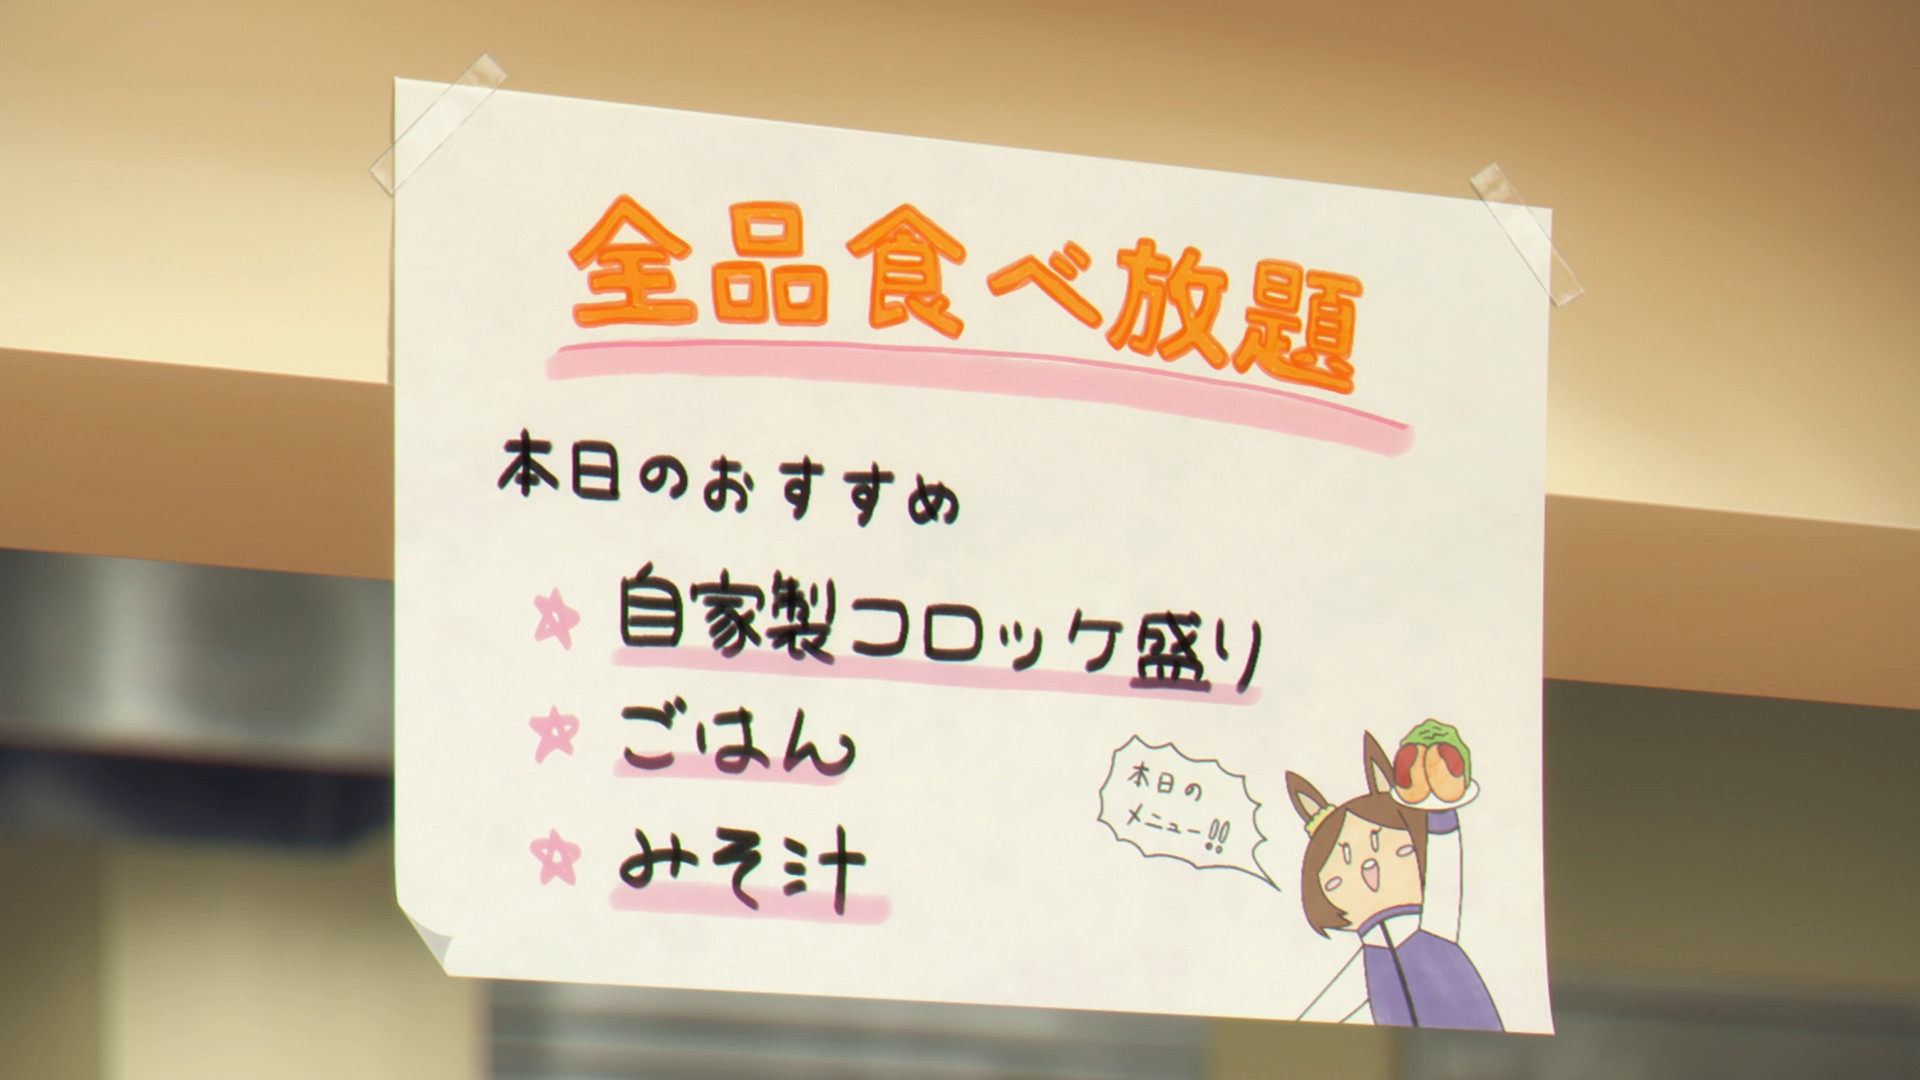 全品食べ放題
本日のおすすめ
☆ 自家製コロッケ盛り
☆ ごはん
☆ みそ汁
本日の
メニュー!!